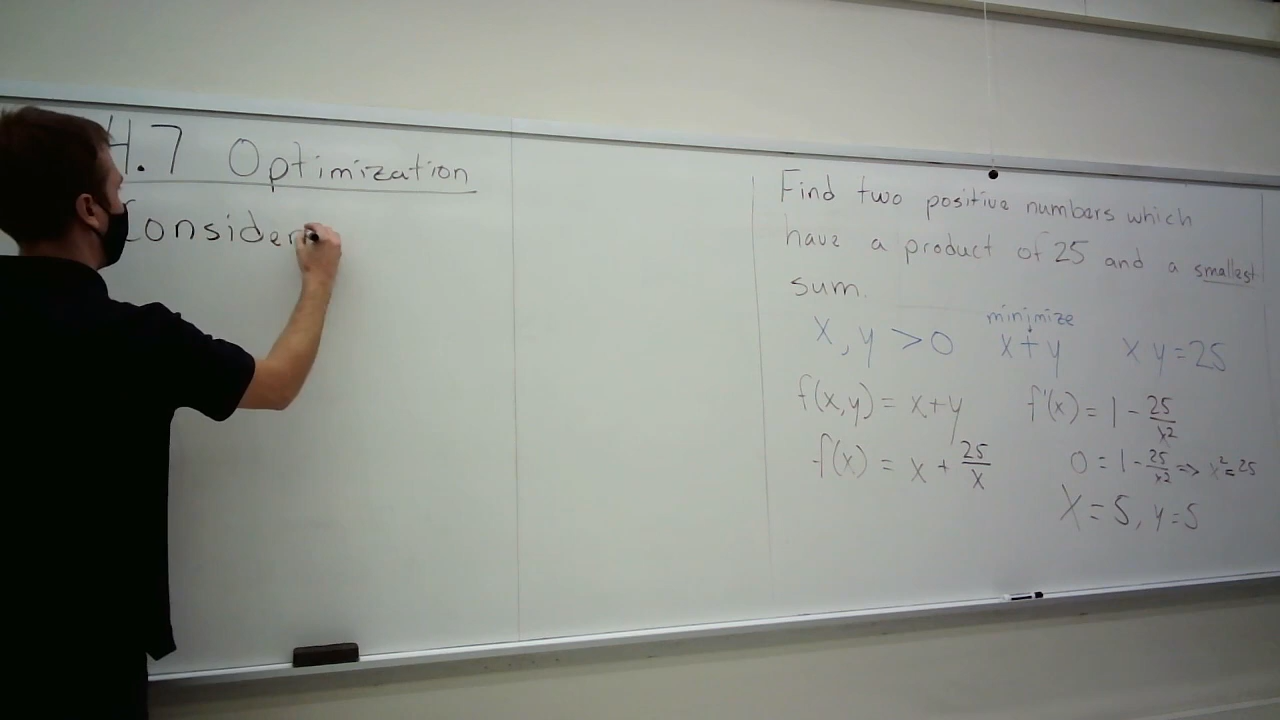 4.7 Optimization
Consider
Find two positive numbers which
have a product of 25 and a smallest
sum.
minimize
x, y > 0 x + y x y = 25
f(x,y) = x+y f'(x) = 1 - 25/x2
f(x) = x + 25/x 0 = 1 - 25/x2 => x² = 25
X = 5, y = 5